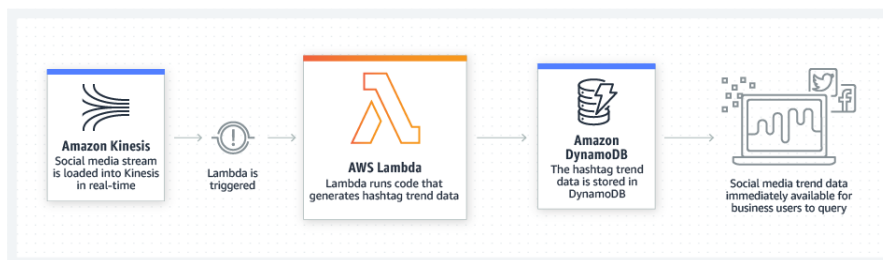 Amazon Kinesis
Social media stream
is loaded into Kinesis
in real-time
Lambda is
triggered
AWS Lambda
Lambda runs code that
generates hashtag trend data
Amazon
DynamoDB
The hashtag trend
data is stored in
DynamoDB
Social media trend data
immediately available for
business users to query